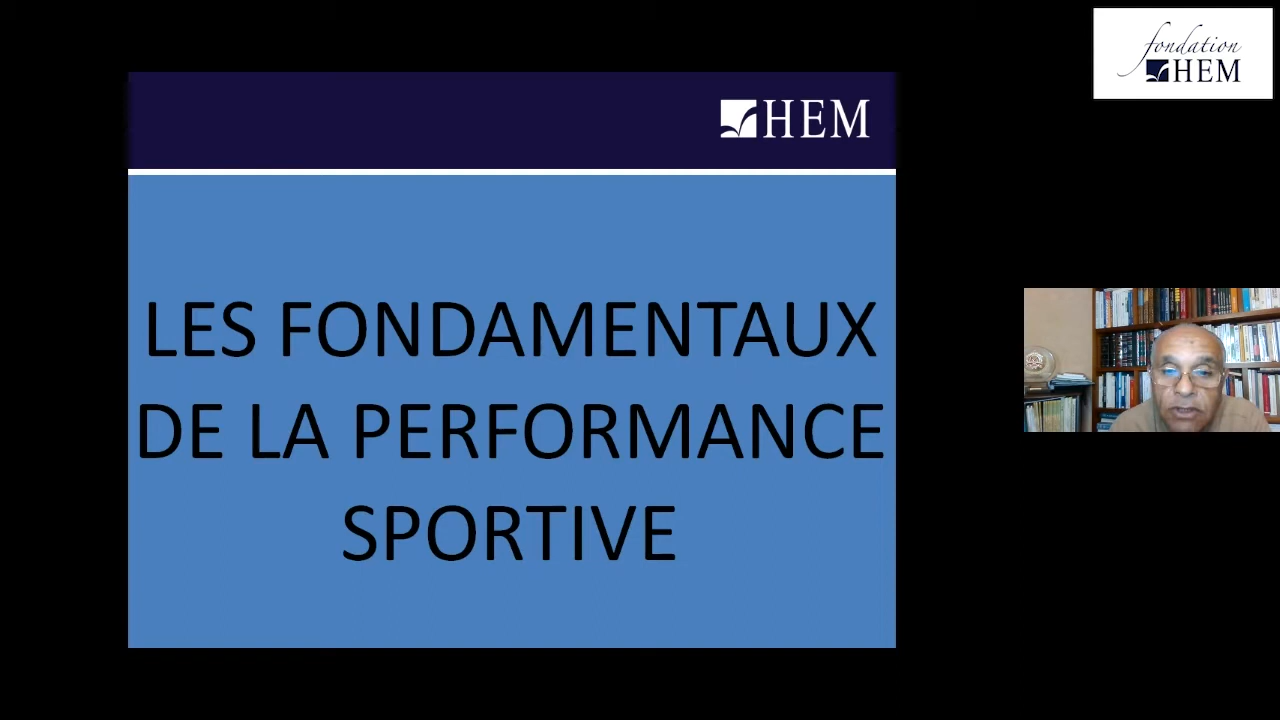 fondation
HEM
HEM
LES FONDAMENTAUX
DE LA PERFORMANCE
SPORTIVE